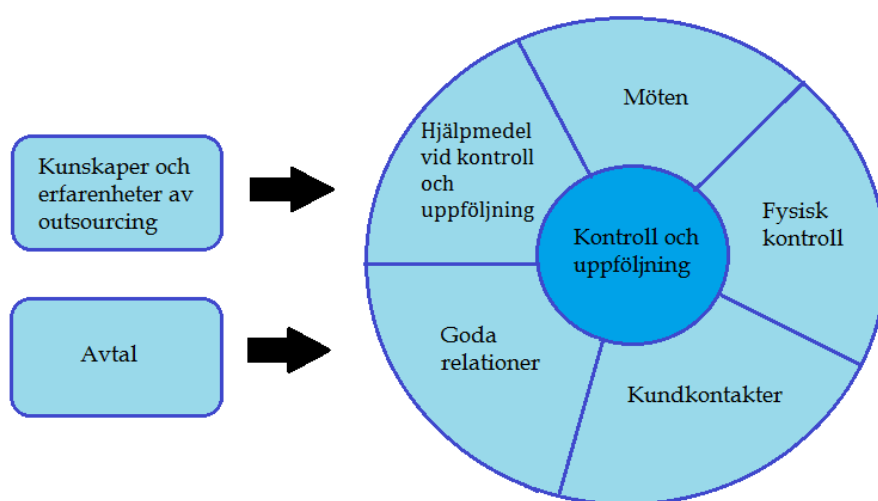 Kunskaper och
erfarenheter av
outsourcing
Avtal
Hjälpmedel
vid kontroll
och
uppföljning
Möten
Fysisk
kontroll
Kontroll och
uppföljning
Goda
relationer
Kundkontakter